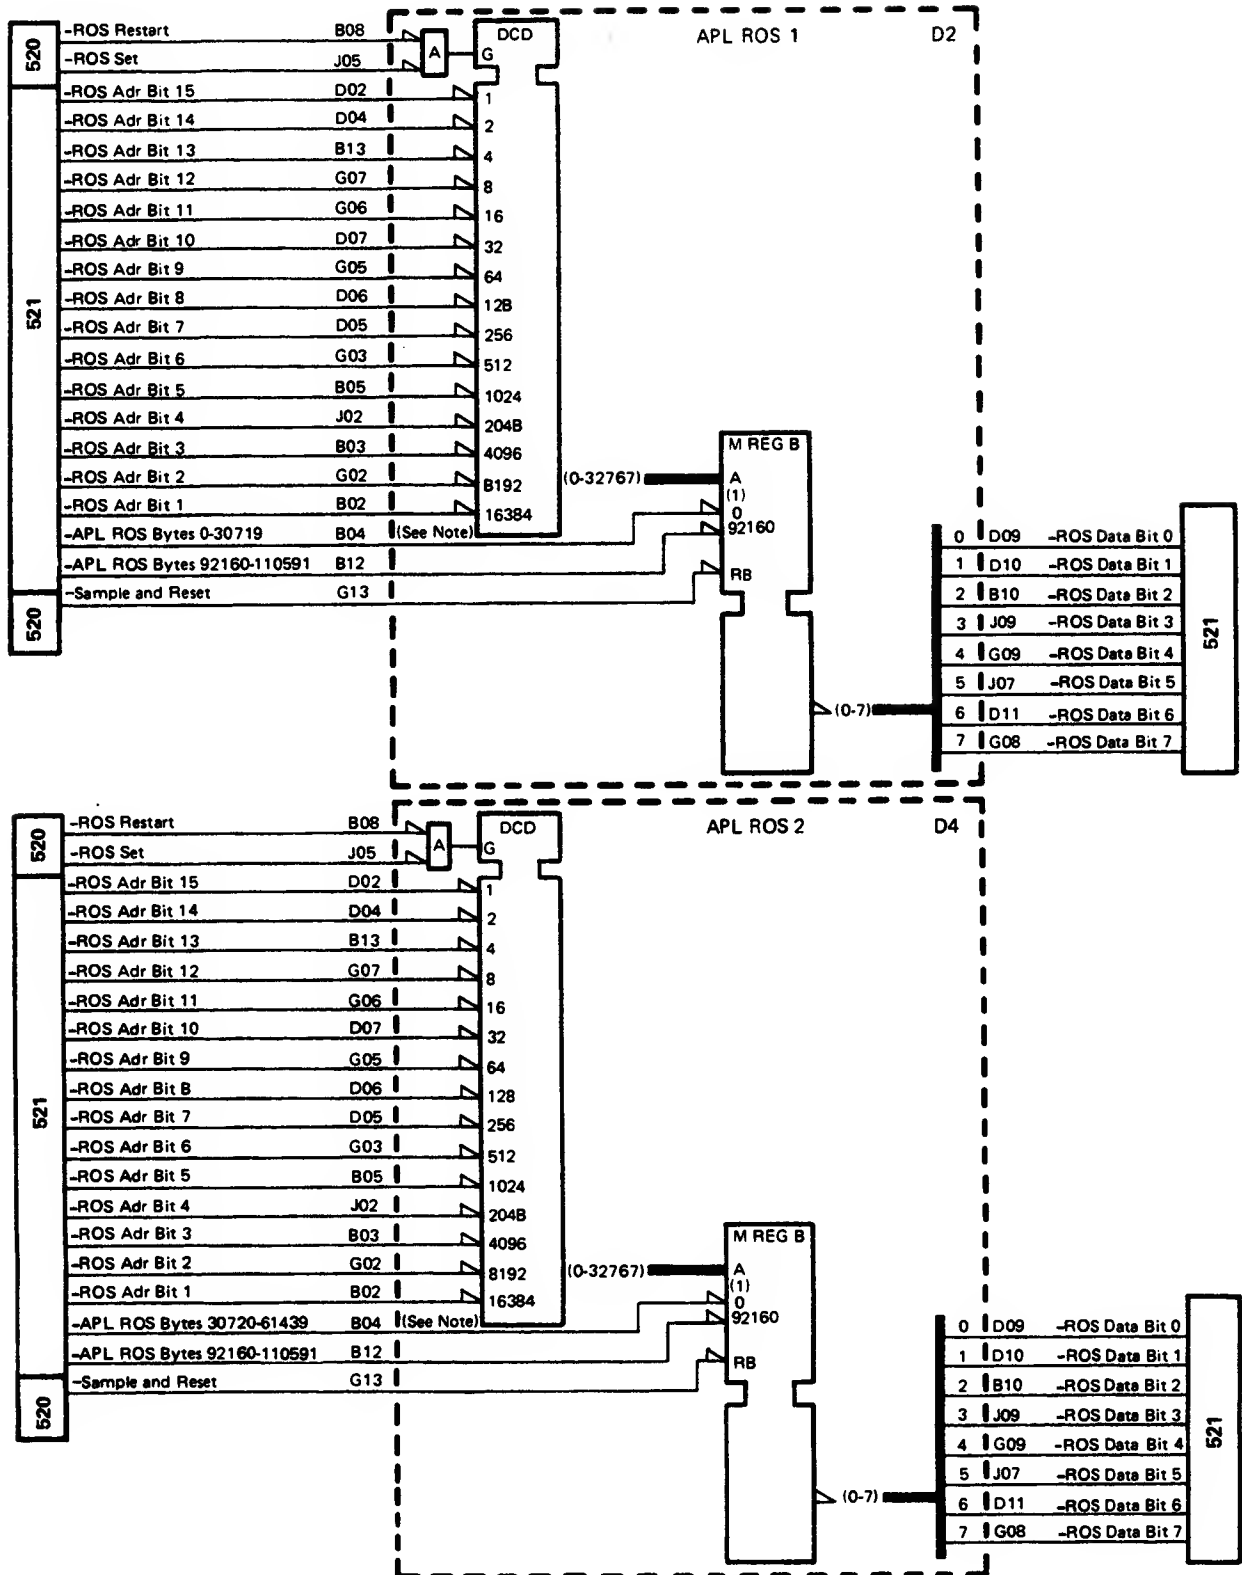 APL ROS 1 D2
520
-ROS Restart B08
-ROS Set J05
A
DCD
G
521
-ROS Adr Bit 15 D02 1
-ROS Adr Bit 14 D04 2
-ROS Adr Bit 13 B13 4
-ROS Adr Bit 12 G07 8
-ROS Adr Bit 11 G06 16
-ROS Adr Bit 10 D07 32
-ROS Adr Bit 9 G05 64
-ROS Adr Bit 8 D06 12B
-ROS Adr Bit 7 D05 256
-ROS Adr Bit 6 G03 512
-ROS Adr Bit 5 B05 1024
-ROS Adr Bit 4 J02 204B
-ROS Adr Bit 3 B03 4096
-ROS Adr Bit 2 G02 B192
-ROS Adr Bit 1 B02 16384
-APL ROS Bytes 0-30719 B04 (See Note)
-APL ROS Bytes 92160-110591 B12
520
-Sample and Reset G13
M REG B
(0-32767) A
(1)
0
92160
RB
(0-7)
0 D09 -ROS Data Bit 0
1 D10 -ROS Data Bit 1
2 B10 -ROS Data Bit 2
3 J09 -ROS Data Bit 3
4 G09 -ROS Data Bit 4
5 J07 -ROS Data Bit 5
6 D11 -ROS Data Bit 6
7 G08 -ROS Data Bit 7
521
APL ROS 2 D4
520
-ROS Restart B08
-ROS Set J05
A
DCD
G
521
-ROS Adr Bit 15 D02 1
-ROS Adr Bit 14 D04 2
-ROS Adr Bit 13 B13 4
-ROS Adr Bit 12 G07 8
-ROS Adr Bit 11 G06 16
-ROS Adr Bit 10 D07 32
-ROS Adr Bit 9 G05 64
-ROS Adr Bit B D06 128
-ROS Adr Bit 7 D05 256
-ROS Adr Bit 6 G03 512
-ROS Adr Bit 5 B05 1024
-ROS Adr Bit 4 J02 204B
-ROS Adr Bit 3 B03 4096
-ROS Adr Bit 2 G02 8192
-ROS Adr Bit 1 B02 16384
-APL ROS Bytes 30720-61439 B04 (See Note)
-APL ROS Bytes 92160-110591 B12
520
-Sample and Reset G13
M REG B
(0-32767) A
(1)
0
92160
RB
(0-7)
0 D09 -ROS Data Bit 0
1 D10 -ROS Data Bit 1
2 B10 -ROS Data Bit 2
3 J09 -ROS Data Bit 3
4 G09 -ROS Data Bit 4
5 J07 -ROS Data Bit 5
6 D11 -ROS Data Bit 6
7 G08 -ROS Data Bit 7
521